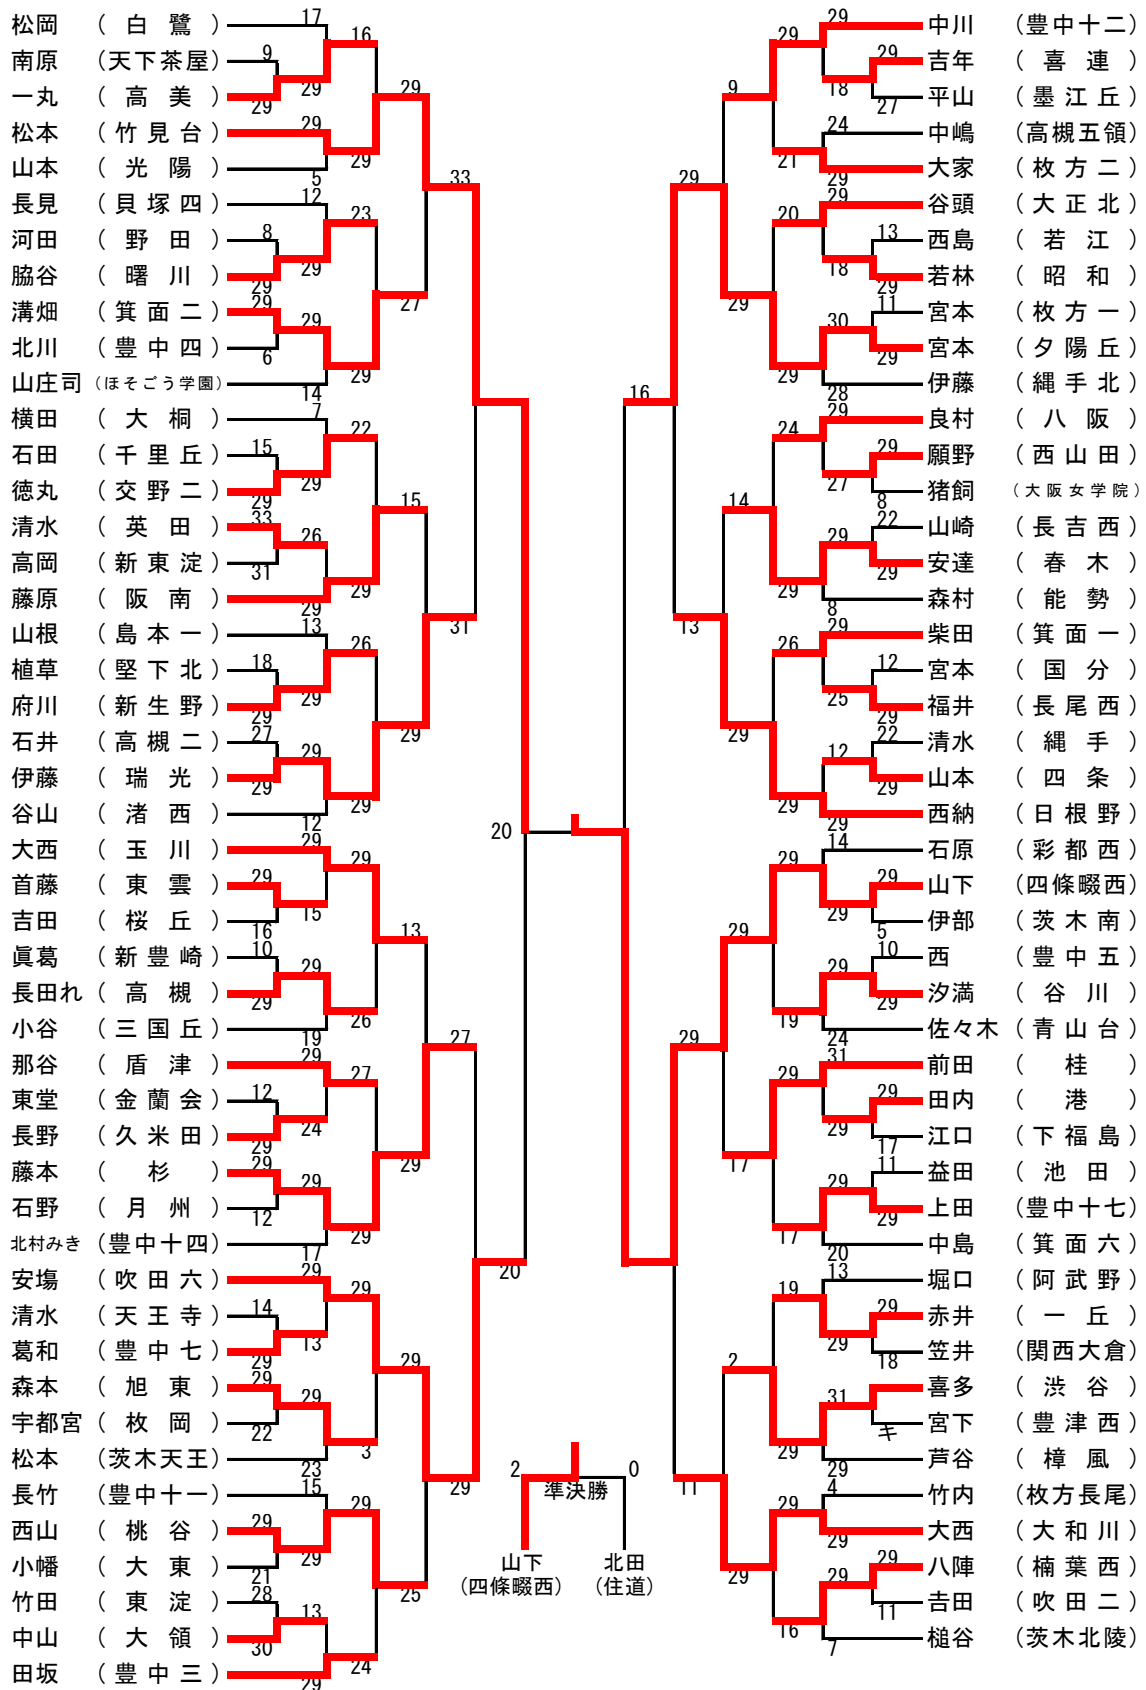 松岡 （ 白 鷺 ） 17
南原 （天下茶屋） 9
一丸 （ 高 美 ） 29
松本 （ 竹 見 台 ） 29
山本 （ 光 陽 ） 5
長見 （ 貝 塚 四 ） 12
河田 （ 野 田 ） 8
脇谷 （ 曙 川 ） 29
溝畑 （ 箕 面 二 ） 29
北川 （ 豊 中 四 ） 6
山庄司 （ほそごう学園） 14
横田 （ 大 桐 ） 7
石田 （ 千 里 丘 ） 15
徳丸 （ 交 野 二 ） 29
清水 （ 英 田 ） 33
高岡 （ 新 東 淀 ） 31
藤原 （ 阪 南 ） 29
山根 （ 島 本 一 ） 13
植草 （ 堅 下 北 ） 18
府川 （ 新 生 野 ） 29
石井 （ 高 槻 二 ） 27
伊藤 （ 瑞 光 ） 29
谷山 （ 渚 西 ） 12
大西 （ 玉 川 ） 29
首藤 （ 東 雲 ） 29
吉田 （ 桜 丘 ） 16
眞葛 （ 新 豊 崎 ） 10
長田れ （ 高 槻 ） 29
小谷 （ 三 国 丘 ） 19
那谷 （ 盾 津 ） 29
東堂 （ 金 蘭 会 ） 12
長野 （ 久 米 田 ） 29
藤本 （ 杉 ） 29
石野 （ 月 州 ） 12
北村みき （豊中十四） 17
安塲 （ 吹 田 六 ） 29
清水 （ 天 王 寺 ） 14
葛和 （ 豊 中 七 ） 29
森本 （ 旭 東 ） 29
宇都宮 （ 枚 岡 ） 22
松本 （茨木天王） 23
長竹 （豊中十一） 15
西山 （ 桃 谷 ） 29
小幡 （ 大 東 ） 21
竹田 （ 東 淀 ） 28
中山 （ 大 領 ） 30
田坂 （ 豊 中 三 ） 29
16
29
29
23
29
29
29
22
29
26
29
26
29
29
29
29
15
29
26
27
24
29
29
29
13
29
3
29
29
13
24
29
27
15
29
13
29
29
25
33
31
27
29
20
20
29 中川 （豊中十二）
29 吉年 （ 喜 連 ）
27 平山 （ 墨 江 丘 ）
24 中嶋 （高槻五領）
29 大家 （ 枚 方 二 ）
29 谷頭 （ 大 正 北 ）
13 西島 （ 若 江 ）
29 若林 （ 昭 和 ）
11 宮本 （ 枚 方 一 ）
29 宮本 （ 夕 陽 丘 ）
28 伊藤 （ 縄 手 北 ）
29 良村 （ 八 阪 ）
29 願野 （ 西 山 田 ）
8 猪飼 （大阪女学院）
22 山崎 （ 長 吉 西 ）
29 安達 （ 春 木 ）
8 森村 （ 能 勢 ）
29 柴田 （ 箕 面 一 ）
12 宮本 （ 国 分 ）
29 福井 （ 長 尾 西 ）
22 清水 （ 縄 手 ）
29 山本 （ 四 条 ）
29 西納 （ 日 根 野 ）
14 石原 （ 彩 都 西 ）
29 山下 （四條畷西）
5 伊部 （ 茨 木 南 ）
10 西 （ 豊 中 五 ）
29 汐満 （ 谷 川 ）
24 佐々木 （ 青 山 台 ）
31 前田 （ 桂 ）
29 田内 （ 港 ）
17 江口 （ 下 福 島 ）
11 益田 （ 池 田 ）
29 上田 （豊中十七）
20 中島 （ 箕 面 六 ）
13 堀口 （ 阿 武 野 ）
29 赤井 （ 一 丘 ）
18 笠井 （関西大倉）
喜多 （ 渋 谷 ）
キ 宮下 （ 豊 津 西 ）
29 芦谷 （ 樟 風 ）
4 竹内 （枚方長尾）
29 大西 （ 大 和 川 ）
29 八陣 （ 楠 葉 西 ）
11 𠮷田 （ 吹 田 二 ）
7 槌谷 （茨木北陵）
29
18
21
20
18
30
29
24
27
29
29
26
25
12
29
29
29
29
19
29
29
29
17
19
29
31
29
29
29
16
9
29
14
29
29
17
2
29
29
13
29
11
16
2 準決勝 0
山下 北田
（四條畷西） （住道）